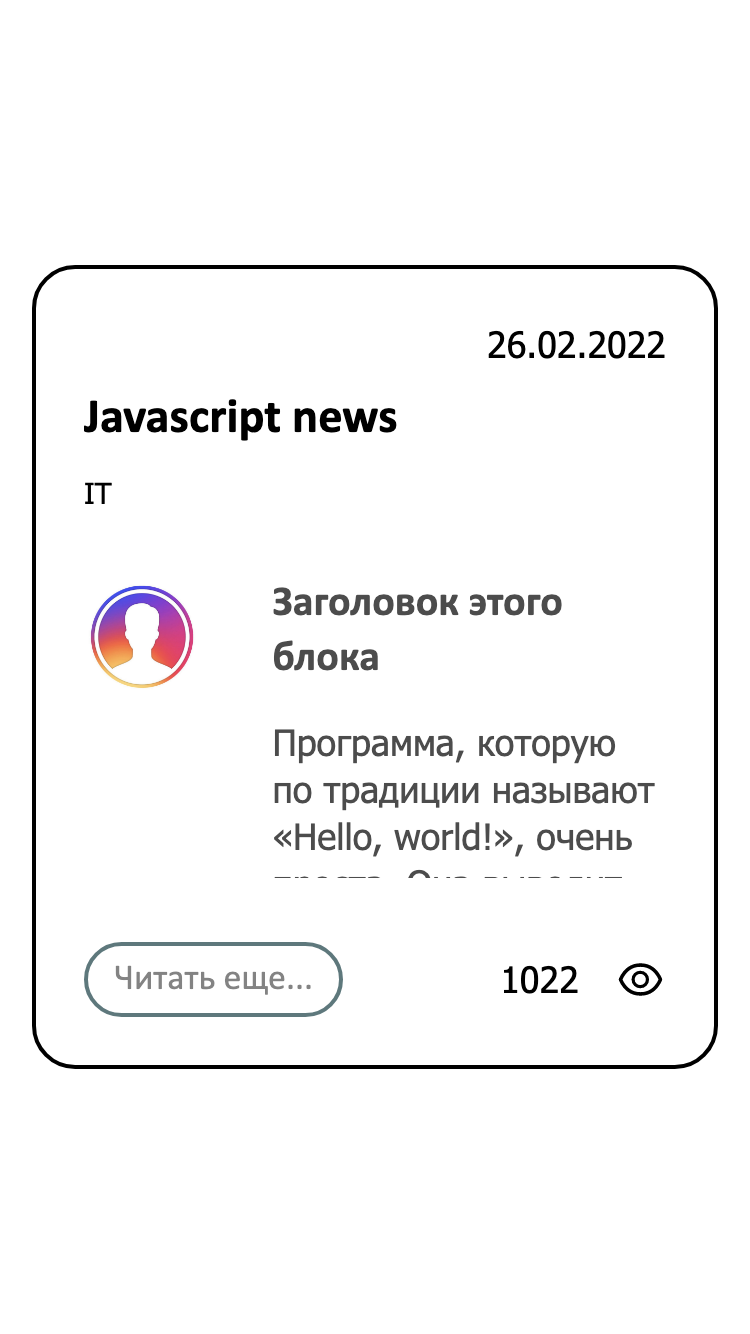 26.02.2022
Javascript news
IT
Заголовок этого
блока
Программа, которую
по традиции называют
«Hello, world!», очень
Читать еще...
1022